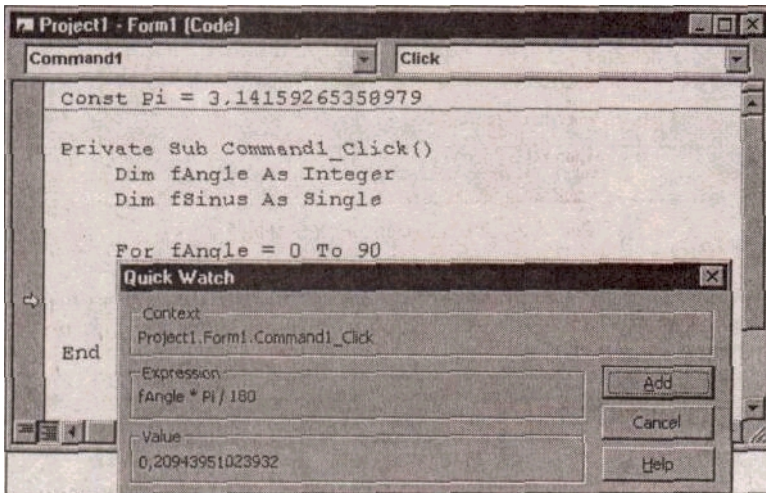 Project1 - Form1 (Code)
Command1
Click
Const Pi = 3,14159265358979
Private Sub Command1_Click()
Dim fAngle As Integer
Dim fSinus As Single
For fAngle = 0 To 90
Quick Watch
Context
Project1.Form1.Command1_Click
End
Expression
fAngle * Pi / 180
Add
Cancel
Value
0,20943951023932
Help